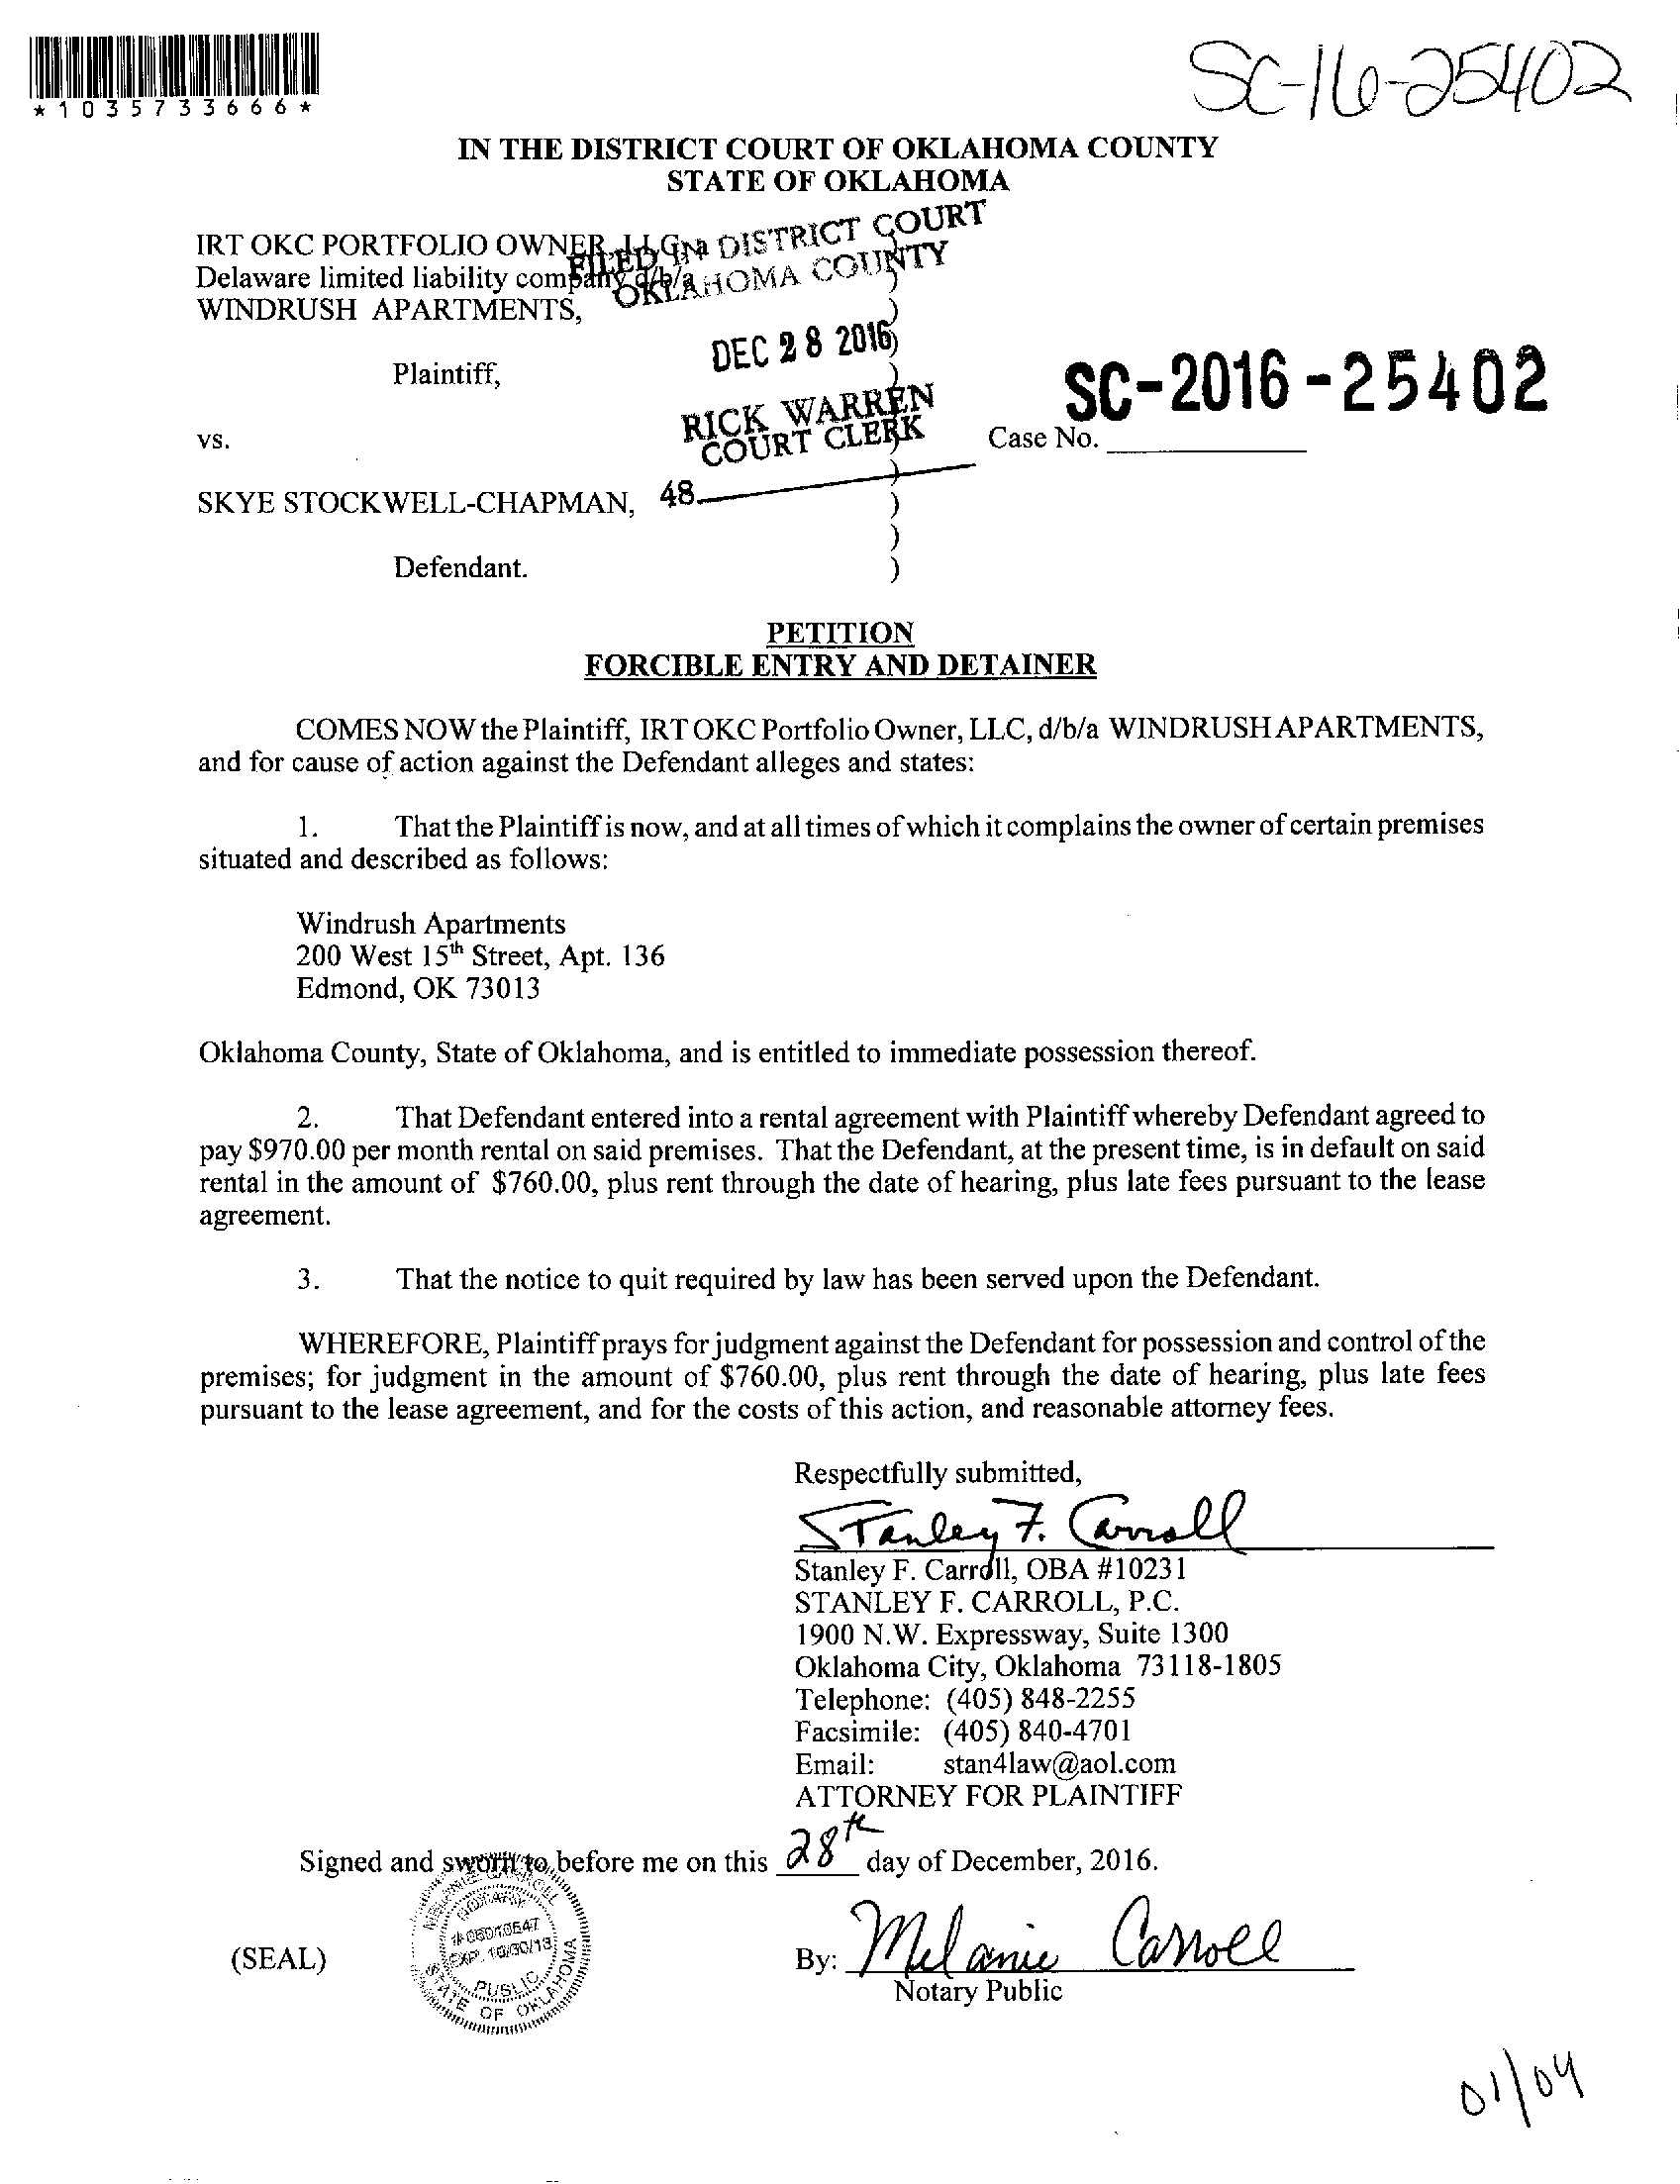 SC-16-25402
*1035733666*
IN THE DISTRICT COURT OF OKLAHOMA COUNTY
STATE OF OKLAHOMA
IRT OKC PORTFOLIO OWNER, LLC, a
Delaware limited liability company d/b/a
WINDRUSH APARTMENTS,
FILED IN DISTRICT COURT
OKLAHOMA COUNTY
DEC 28 2016
Plaintiff,
SC-2016-25402
RICK WARREN
COURT CLERK
vs.
Case No.
48
SKYE STOCKWELL-CHAPMAN,
Defendant.
PETITION
FORCIBLE ENTRY AND DETAINER
COMES NOW the Plaintiff, IRT OKC Portfolio Owner, LLC, d/b/a WINDRUSH APARTMENTS,
and for cause of action against the Defendant alleges and states:
1. That the Plaintiff is now, and at all times of which it complains the owner of certain premises
situated and described as follows:
Windrush Apartments
200 West 15th Street, Apt. 136
Edmond, OK 73013
Oklahoma County, State of Oklahoma, and is entitled to immediate possession thereof.
2. That Defendant entered into a rental agreement with Plaintiff whereby Defendant agreed to
pay $970.00 per month rental on said premises. That the Defendant, at the present time, is in default on said
rental in the amount of $760.00, plus rent through the date of hearing, plus late fees pursuant to the lease
agreement.
3. That the notice to quit required by law has been served upon the Defendant.
WHEREFORE, Plaintiff prays for judgment against the Defendant for possession and control of the
premises; for judgment in the amount of $760.00, plus rent through the date of hearing, plus late fees
pursuant to the lease agreement, and for the costs of this action, and reasonable attorney fees.
Respectfully submitted,
Stanley F. Carroll
Stanley F. Carroll, OBA #10231
STANLEY F. CARROLL, P.C.
1900 N.W. Expressway, Suite 1300
Oklahoma City, Oklahoma 73118-1805
Telephone: (405) 848-2255
Facsimile: (405) 840-4701
Email: stan4law@aol.com
ATTORNEY FOR PLAINTIFF
Signed and sworn to before me on this 28th day of December, 2016.
MELANIE CARROLL
NOTARY
PUBLIC
STATE OF OKLAHOMA
(SEAL)
By: Melanie Carroll
Notary Public
01/04